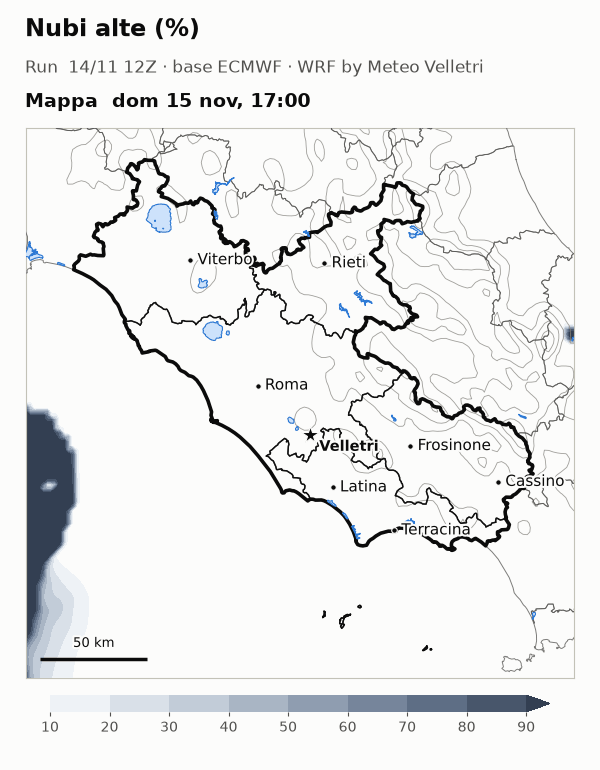 Nubi alte (%)
Run  14/11 12Z · base ECMWF · WRF by Meteo Velletri
Mappa  dom 15 nov, 17:00
Viterbo
Rieti
Roma
Velletri
Frosinone
Cassino
Latina
Terracina
50 km
10 20 30 40 50 60 70 80 90